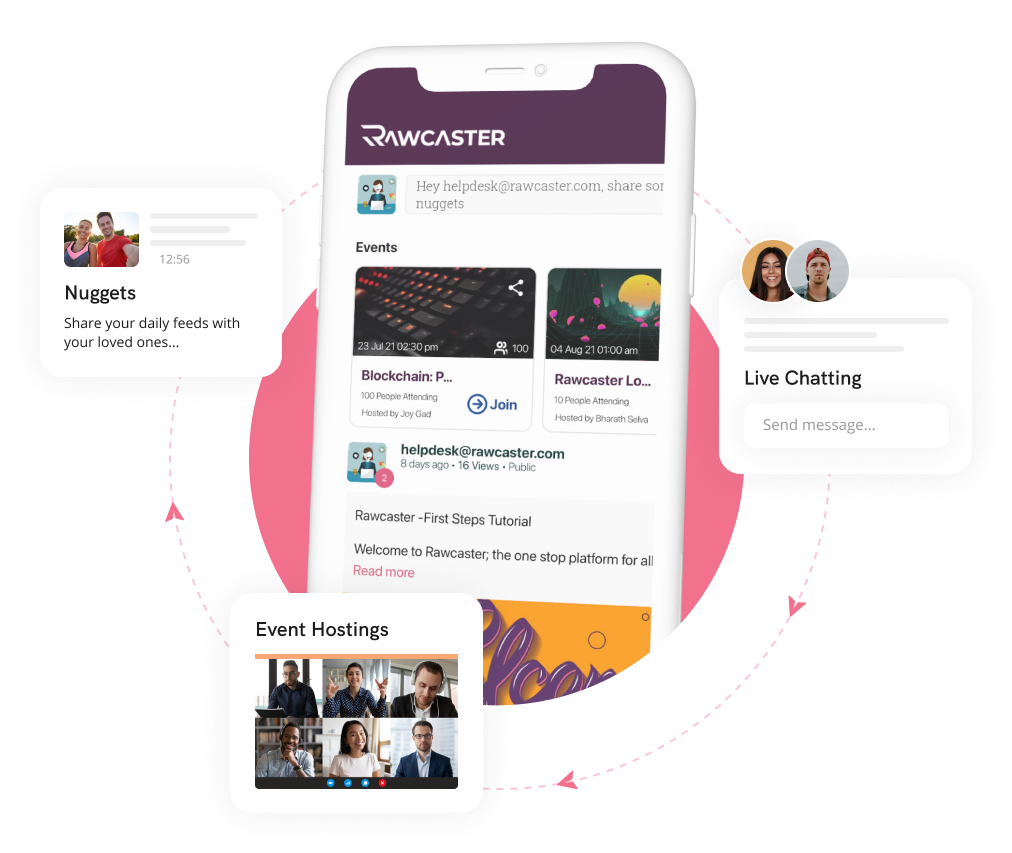 RAWCASTER
Hey helpdesk@rawcaster.com, share
nuggets
Events
23 Jul 21 02:30 pm
100
Blockchain: P...
100 People Attending
Hosted by Joy Gad
Join
04 Aug 21 01:00 am
Rawcaster Lo...
10 People Attending
Hosted by Bharath Selva
helpdesk@rawcaster.com
8 days ago • 16 Views • Public
2
Rawcaster -First Steps Tutorial
Welcome to Rawcaster; the one stop platform for all
Read more
12:56
Nuggets
Share your daily feeds with
your loved ones...
Live Chatting
Send message...
Event Hostings